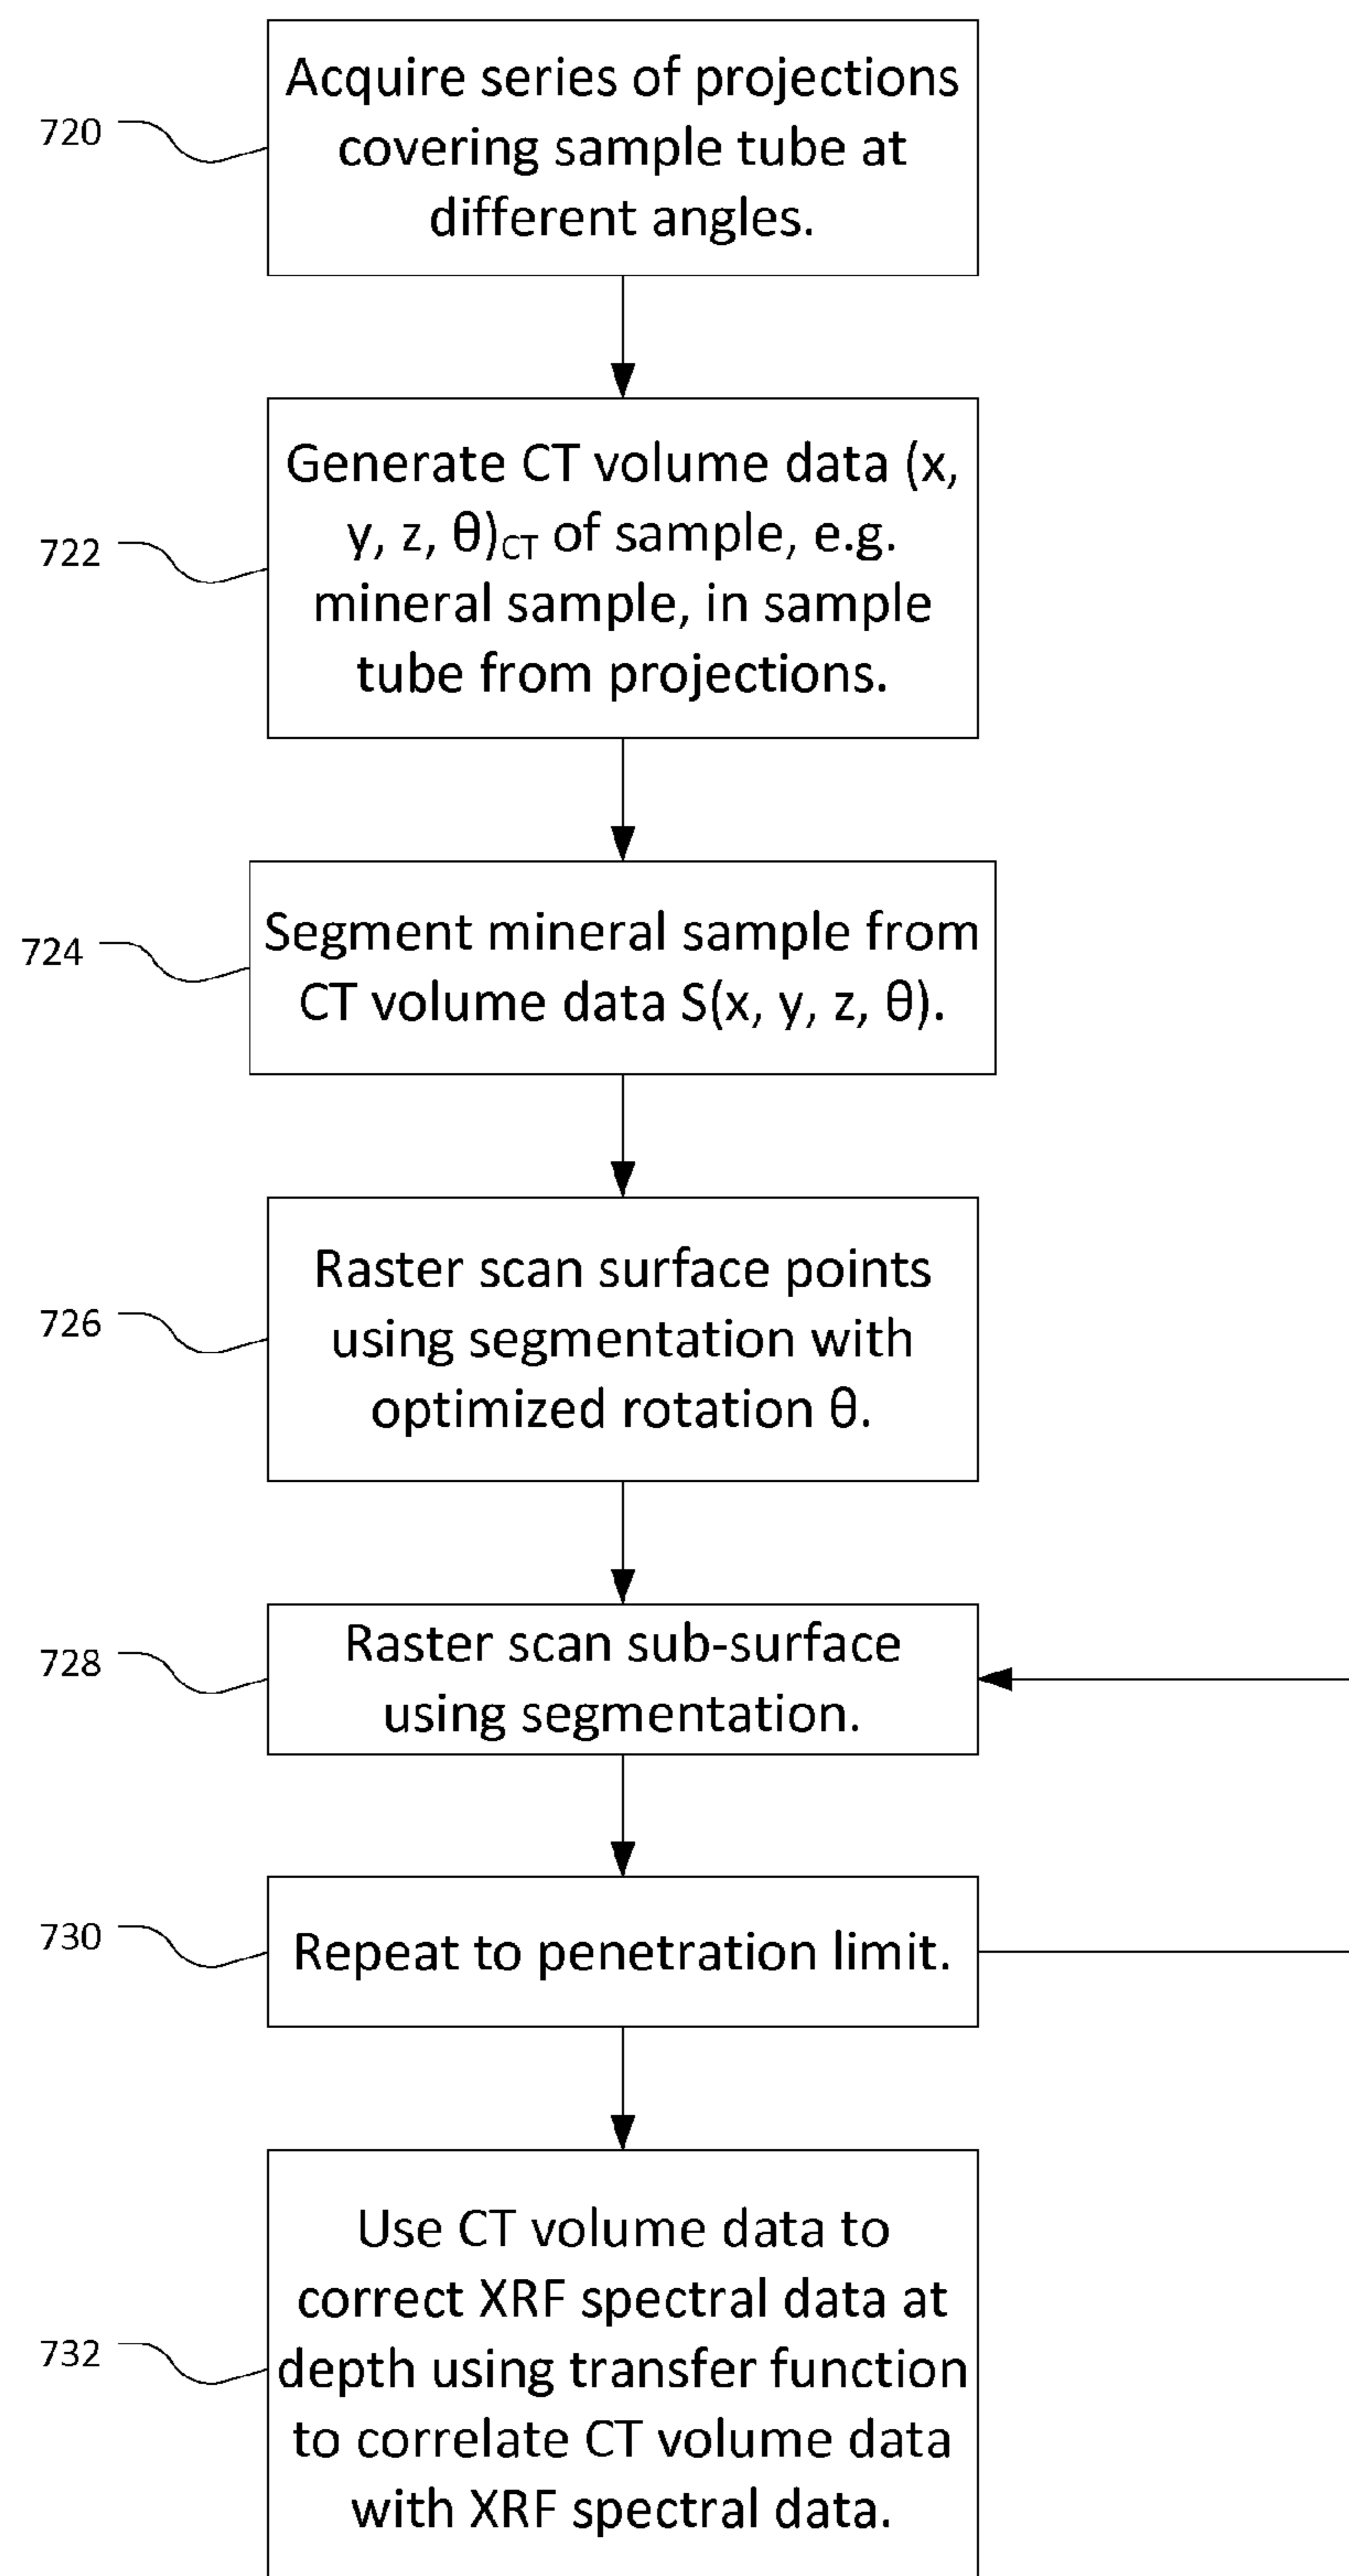 720
Acquire series of projections
covering sample tube at
different angles.
722
Generate CT volume data (x,
y, z, θ)CT of sample, e.g.
mineral sample, in sample
tube from projections.
724
Segment mineral sample from
CT volume data S(x, y, z, θ).
726
Raster scan surface points
using segmentation with
optimized rotation θ.
728
Raster scan sub-surface
using segmentation.
730
Repeat to penetration limit.
732
Use CT volume data to
correct XRF spectral data at
depth using transfer function
to correlate CT volume data
with XRF spectral data.